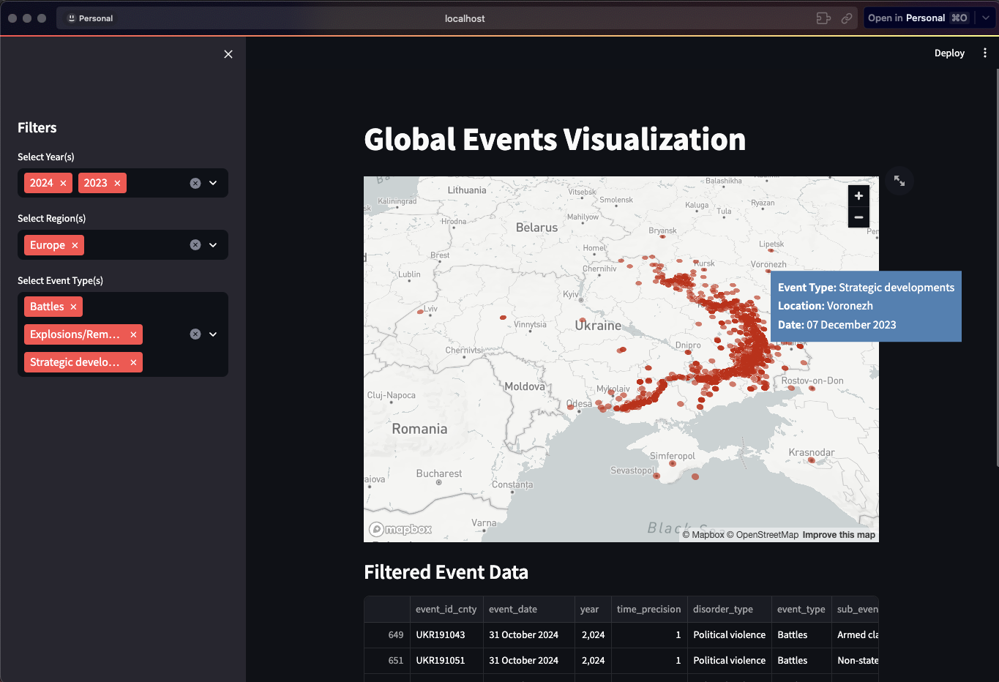 Personal
localhost
Open in Personal ⌘O
Deploy
Filters
Select Year(s)
2024
2023
Select Region(s)
Europe
Select Event Type(s)
Battles
Explosions/Rem…
Strategic develo…
Global Events Visualization
Balashikha
Lithuania
Vitsebsk
Smolensk
Kaliningrad
Kaluga
Tula
Ryazan
Hrodna
Mahilyow
Belarus
Bryansk
Lipetsk
Homel
Brest
Chernihiv
Kursk
Voronezh
Lublin
Kyiv
Lviv
Vinnytsia
Ukraine
Chernivtsi
Dnipro
Event Type: Strategic developments
Location: Voronezh
Date: 07 December 2023
Moldova
Mykolaiv
Rostov-on-Don
Cluj-Napoca
Odesa
Romania
Krasnodar
Simferopol
Sevastopol
Bucharest
Constanța
Varna
Black Sea
mapbox
© Mapbox © OpenStreetMap Improve this map
Filtered Event Data
event_id_cnty event_date year time_precision disorder_type event_type sub_even
649 UKR191043 31 October 2024 2,024 1 Political violence Battles Armed cla
651 UKR191051 31 October 2024 2,024 1 Political violence Battles Non-state